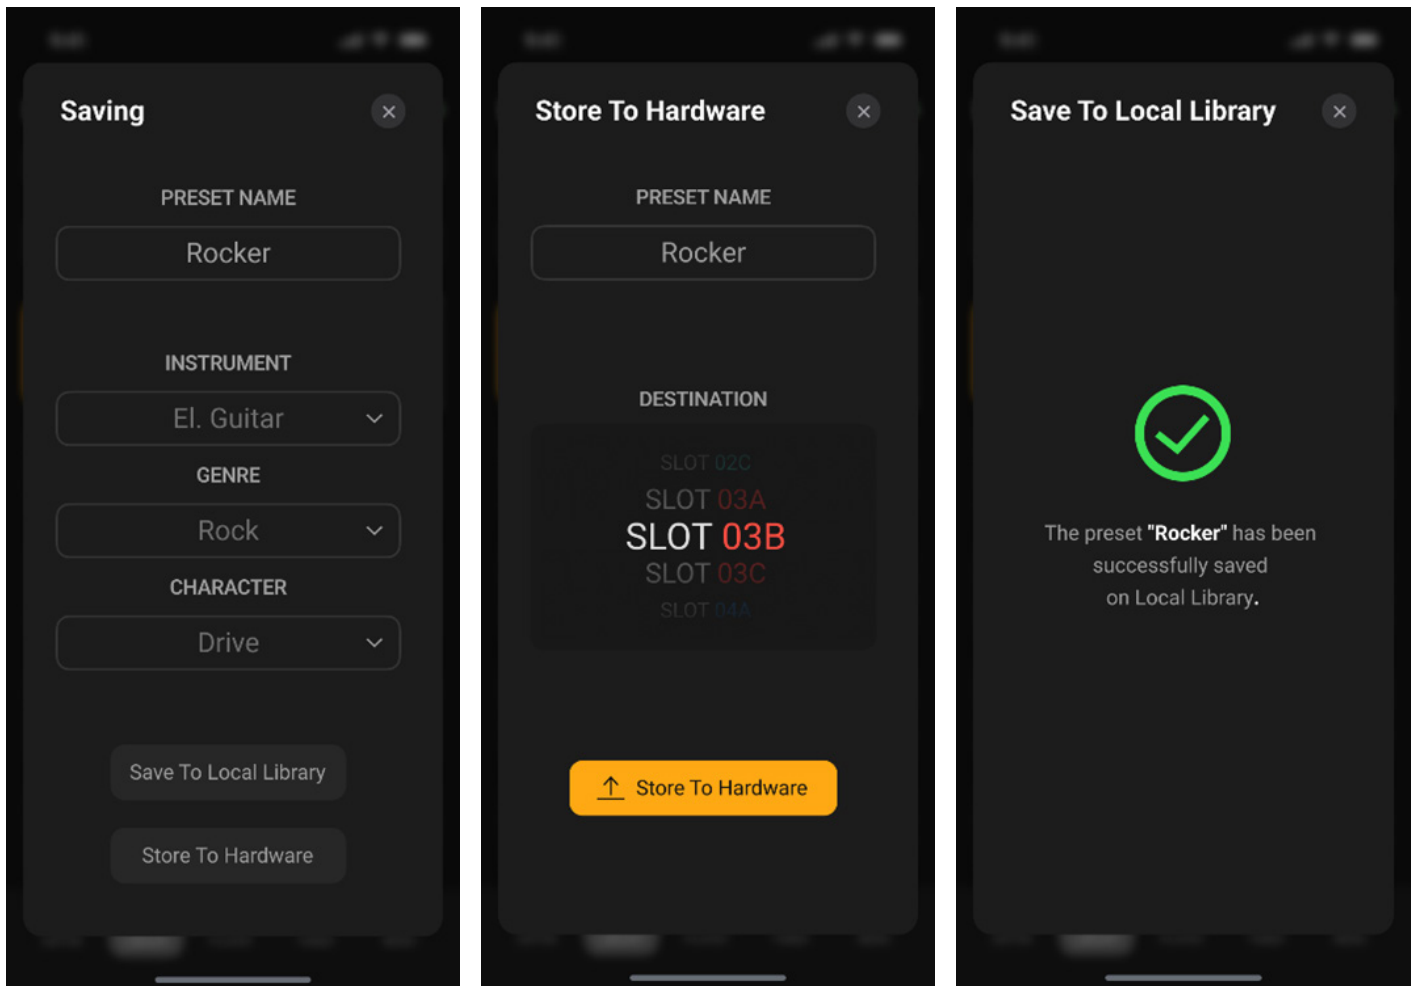 Saving
PRESET NAME
Rocker
INSTRUMENT
El. Guitar
GENRE
Rock
CHARACTER
Drive
Save To Local Library
Store To Hardware
Store To Hardware
PRESET NAME
Rocker
DESTINATION
SLOT 02C
SLOT 03A
SLOT 03B
SLOT 03C
SLOT 04A
Store To Hardware
Save To Local Library
The preset "Rocker" has been
successfully saved
on Local Library.